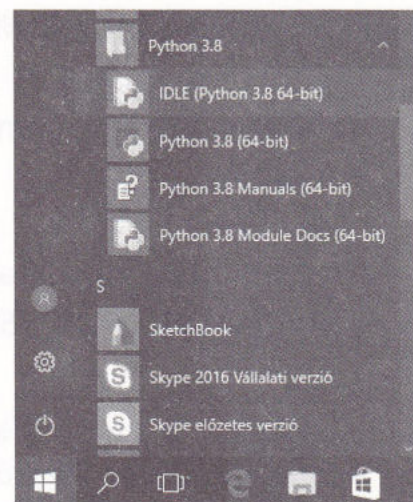 Python 3.8
IDLE (Python 3.8 64-bit)
Python 3.8 (64-bit)
Python 3.8 Manuals (64-bit)
Python 3.8 Module Docs (64-bit)
S
SketchBook
Skype 2016 Vállalati verzió
Skype előzetes verzió